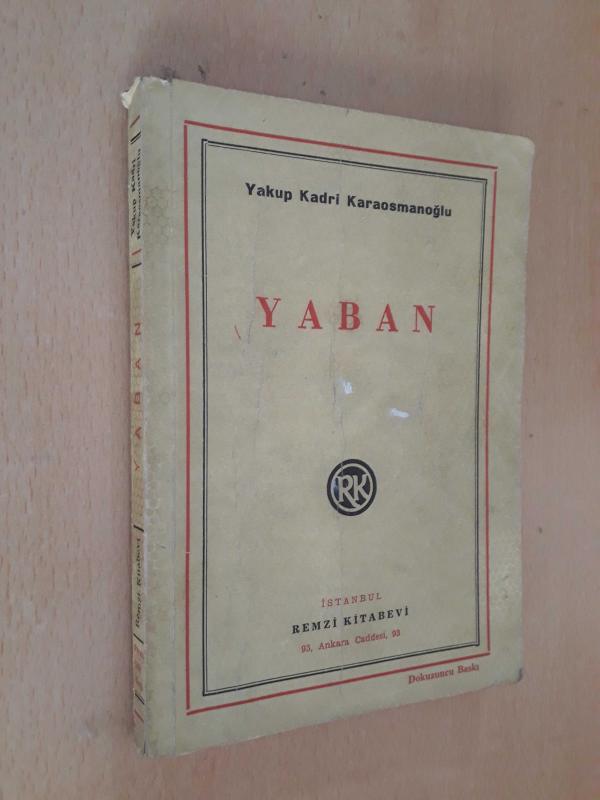 Yakup Kadri Karaosmanoğlu
YABAN
RK
İSTANBUL
REMZİ KİTABEVİ
93, Ankara Caddesi, 93
Dokuzuncu Baskı
Yakup Kadri
Karaosmanoğlu
YABAN
Remzi Kitabevi